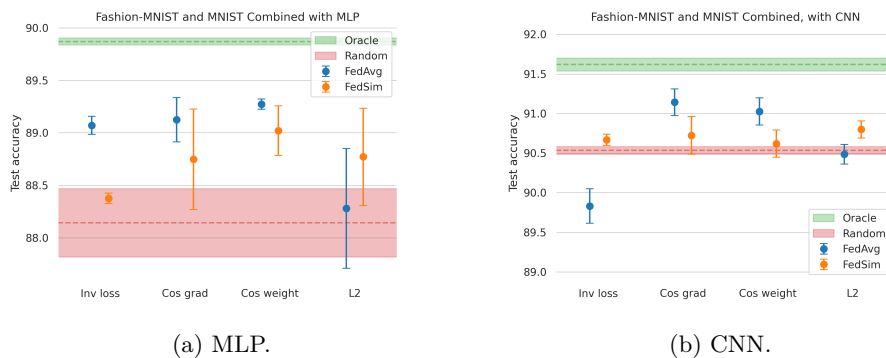 Fashion-MNIST and MNIST Combined with MLP
90.0
89.5
89.0
88.5
88.0
Test accuracy
Oracle
Random
FedAvg
FedSim
Inv loss Cos grad Cos weight L2
(a) MLP.
Fashion-MNIST and MNIST Combined, with CNN
92.0
91.5
91.0
90.5
90.0
89.5
89.0
Test accuracy
Oracle
Random
FedAvg
FedSim
Inv loss Cos grad Cos weight L2
(b) CNN.